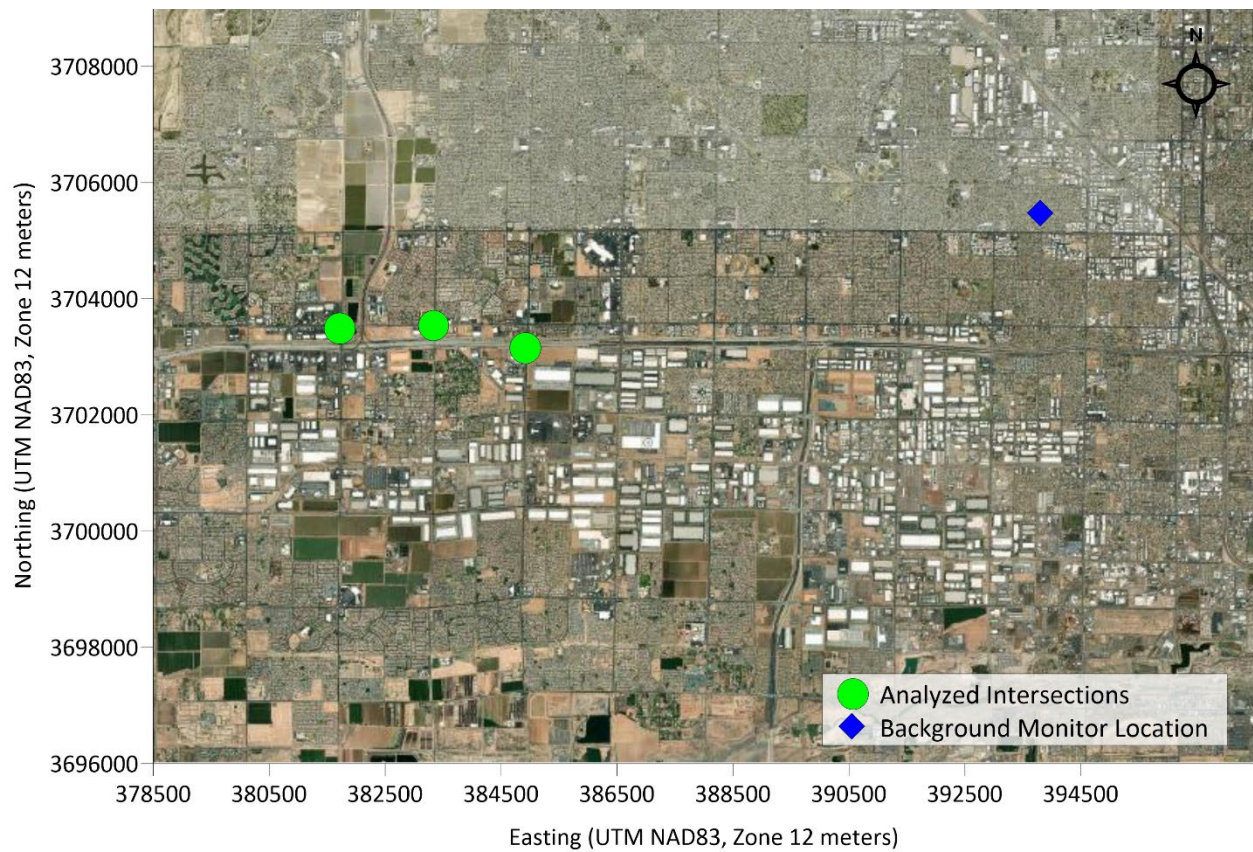 N
3708000
3706000
3704000
3702000
3700000
3698000
3696000
Northing (UTM NAD83, Zone 12 meters)
Analyzed Intersections
Background Monitor Location
378500 380500 382500 384500 386500 388500 390500 392500 394500
Easting (UTM NAD83, Zone 12 meters)